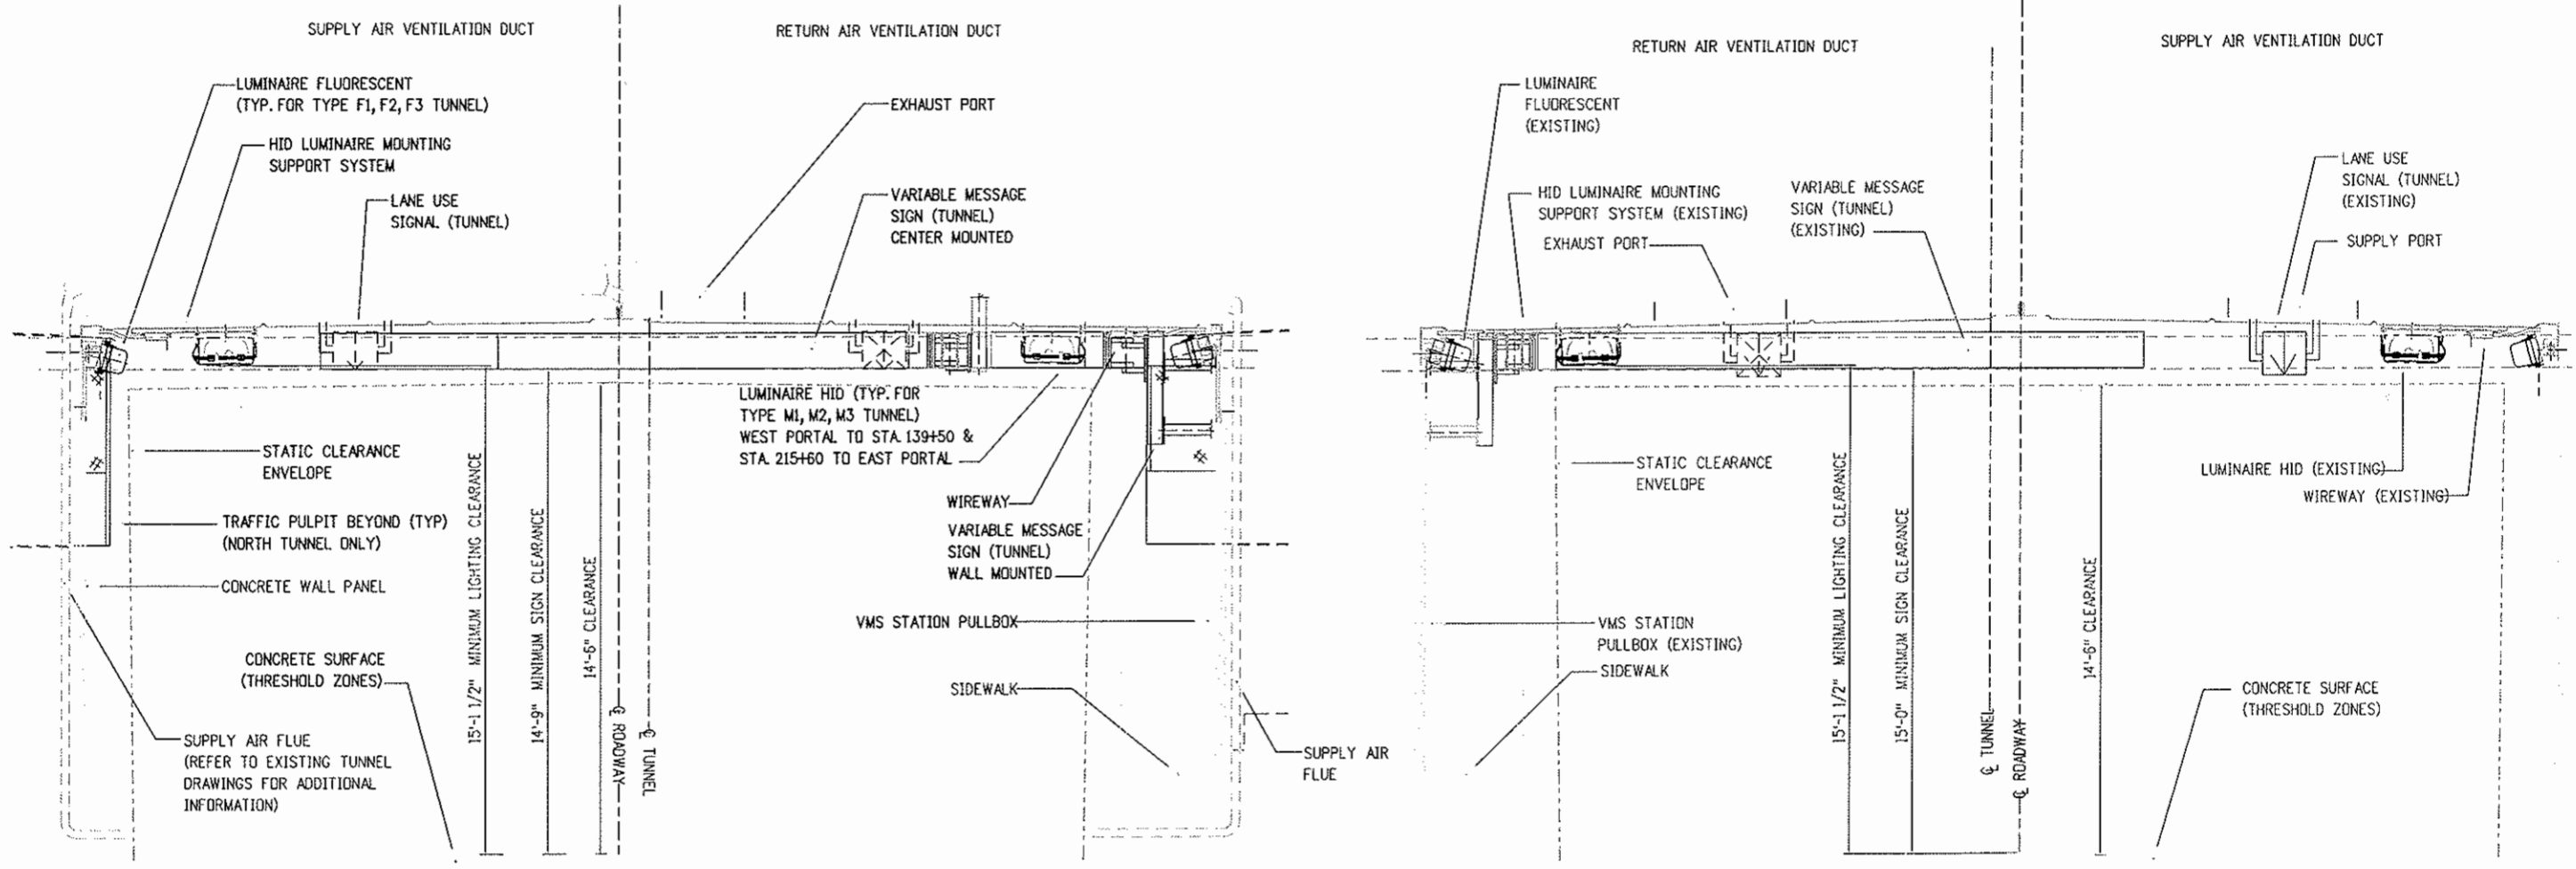 SUPPLY AIR VENTILATION DUCT
RETURN AIR VENTILATION DUCT
LUMINAIRE FLUORESCENT
(TYP. FOR TYPE F1, F2, F3 TUNNEL)
HID LUMINAIRE MOUNTING
SUPPORT SYSTEM
LANE USE
SIGNAL (TUNNEL)
EXHAUST PORT
VARIABLE MESSAGE
SIGN (TUNNEL)
CENTER MOUNTED
LUMINAIRE HID (TYP. FOR
TYPE M1, M2, M3 TUNNEL)
WEST PORTAL TO STA. 139+50 &
STA. 215+60 TO EAST PORTAL
STATIC CLEARANCE
ENVELOPE
TRAFFIC PULPIT BEYOND (TYP)
(NORTH TUNNEL ONLY)
CONCRETE WALL PANEL
CONCRETE SURFACE
(THRESHOLD ZONES)
SUPPLY AIR FLUE
(REFER TO EXISTING TUNNEL
DRAWINGS FOR ADDITIONAL
INFORMATION)
15'-1 1/2" MINIMUM LIGHTING CLEARANCE
14'-9" MINIMUM SIGN CLEARANCE
14'-6" CLEARANCE
℄ ROADWAY
℄ TUNNEL
WIREWAY
VARIABLE MESSAGE
SIGN (TUNNEL)
WALL MOUNTED
VMS STATION PULLBOX
SIDEWALK
SUPPLY AIR
FLUE
RETURN AIR VENTILATION DUCT
SUPPLY AIR VENTILATION DUCT
LUMINAIRE
FLUORESCENT
(EXISTING)
HID LUMINAIRE MOUNTING
SUPPORT SYSTEM (EXISTING)
EXHAUST PORT
VARIABLE MESSAGE
SIGN (TUNNEL)
(EXISTING)
LANE USE
SIGNAL (TUNNEL)
(EXISTING)
SUPPLY PORT
STATIC CLEARANCE
ENVELOPE
LUMINAIRE HID (EXISTING)
WIREWAY (EXISTING)
VMS STATION
PULLBOX (EXISTING)
SIDEWALK
15'-1 1/2" MINIMUM LIGHTING CLEARANCE
15'-0" MINIMUM SIGN CLEARANCE
℄ TUNNEL
℄ ROADWAY
14'-6" CLEARANCE
CONCRETE SURFACE
(THRESHOLD ZONES)